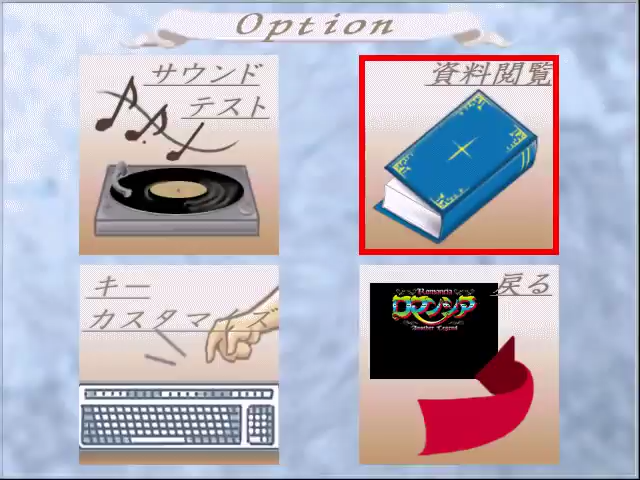 Option
サウンド
テスト
資料閲覧
キー
カスタマイズ
戻る
Romancia
ロマンシア
Another Legend